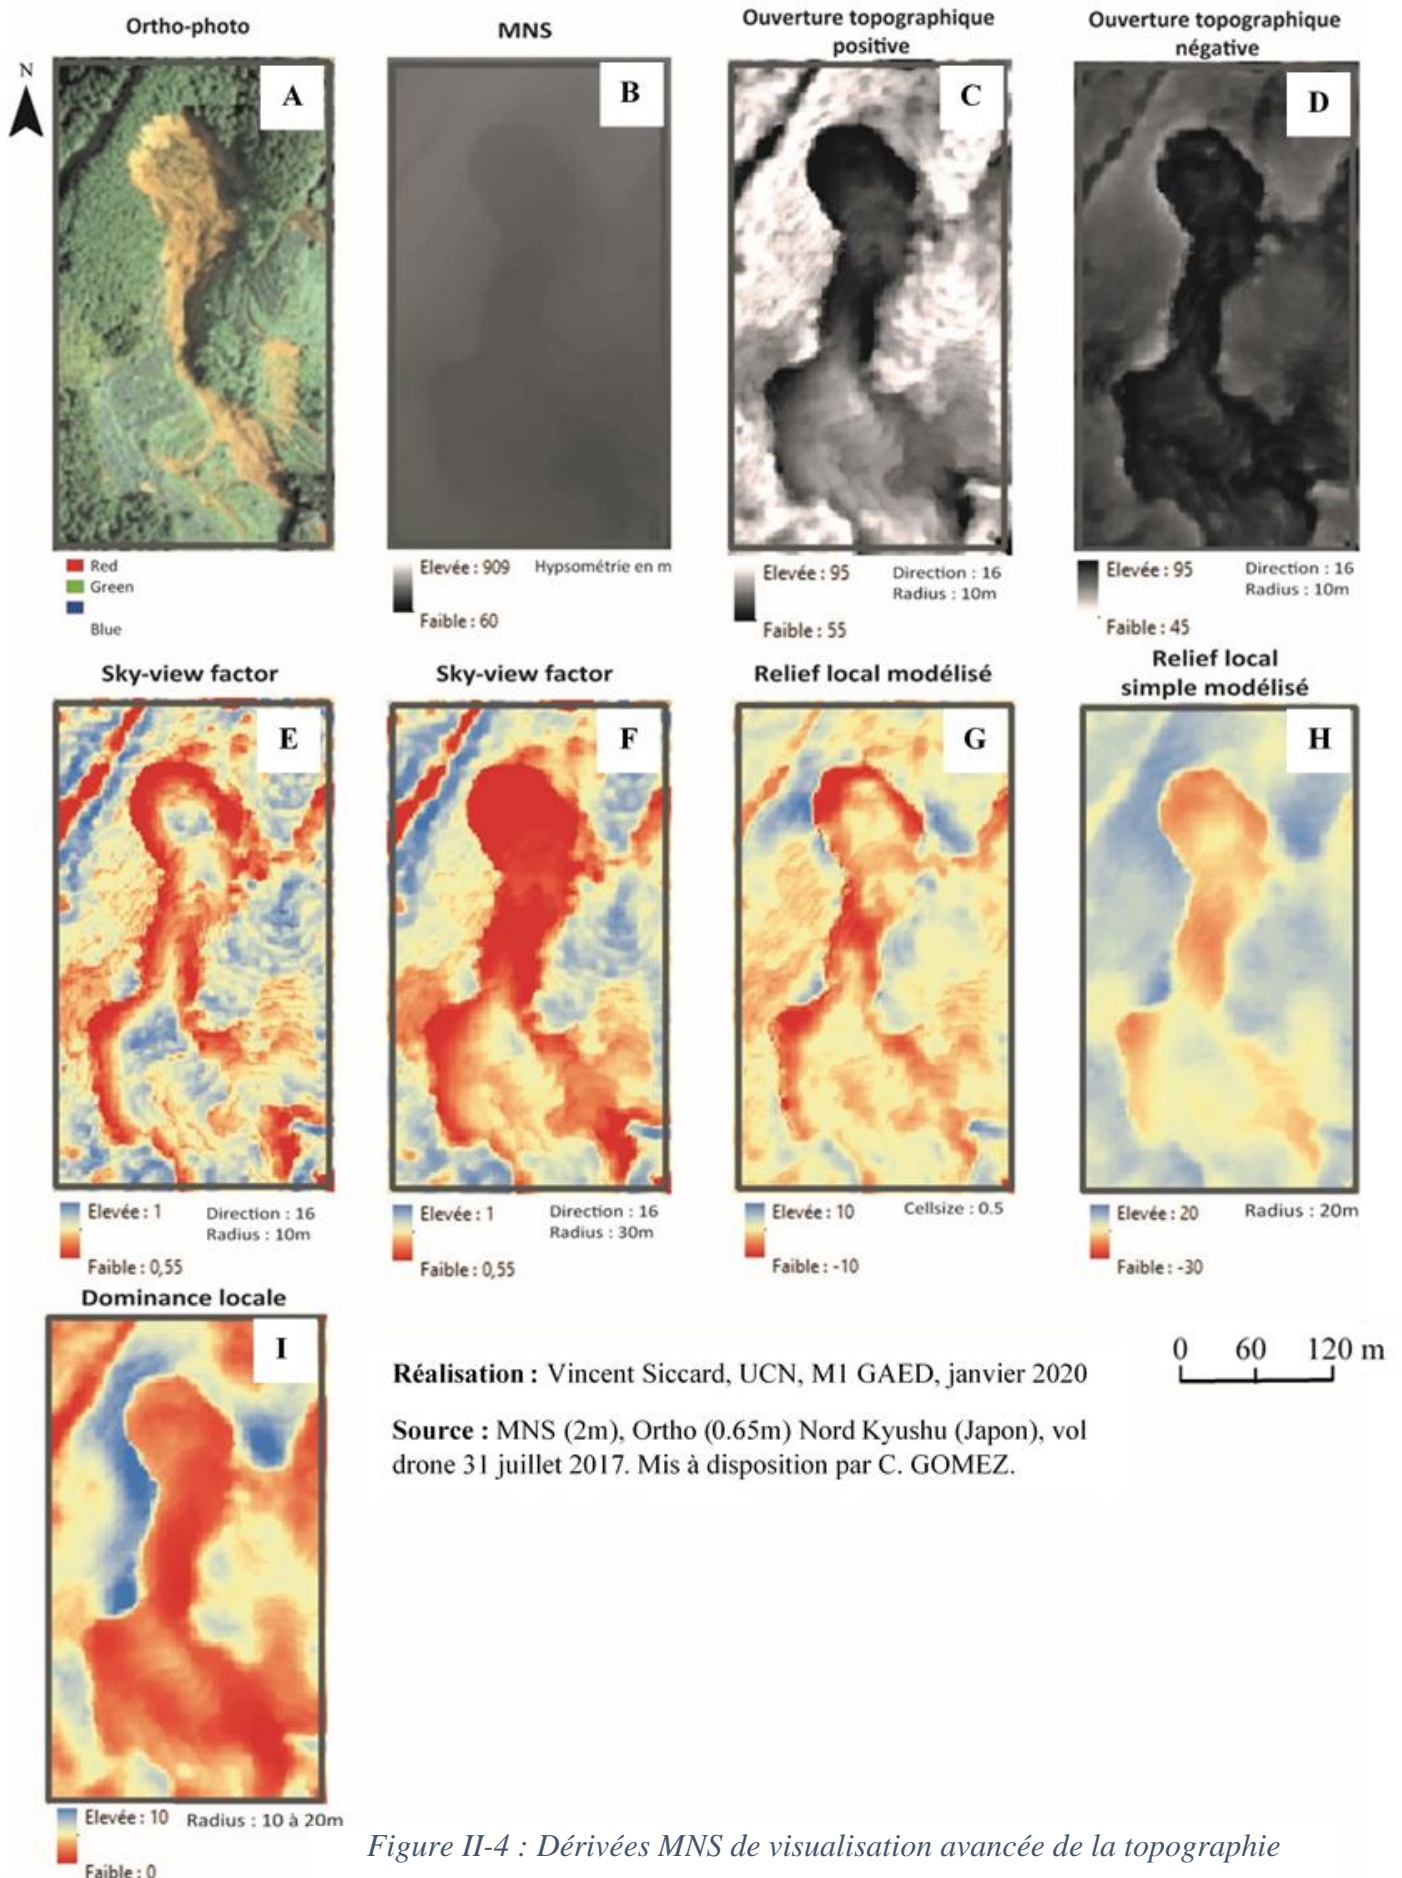 Ortho-photo
MNS
Ouverture topographique
positive
Ouverture topographique
négative
N
A
B
C
D
Red
Green
Blue
Elevée : 909 Hypsométrie en m
Faible : 60
Elevée : 95 Direction : 16
Radius : 10m
Faible : 55
Elevée : 95 Direction : 16
Radius : 10m
Faible : 45
Sky-view factor
Sky-view factor
Relief local modélisé
Relief local
simple modélisé
E
F
G
H
Elevée : 1 Direction : 16
Radius : 10m
Faible : 0,55
Elevée : 1 Direction : 16
Radius : 30m
Faible : 0,55
Elevée : 10 Cellsize : 0.5
Faible : -10
Elevée : 20 Radius : 20m
Faible : -30
Dominance locale
I
Elevée : 10 Radius : 10 à 20m
Faible : 0
Réalisation : Vincent Siccard, UCN, M1 GAED, janvier 2020
Source : MNS (2m), Ortho (0.65m) Nord Kyushu (Japon), vol
drone 31 juillet 2017. Mis à disposition par C. GOMEZ.
0 60 120 m
Figure II-4 : Dérivées MNS de visualisation avancée de la topographie